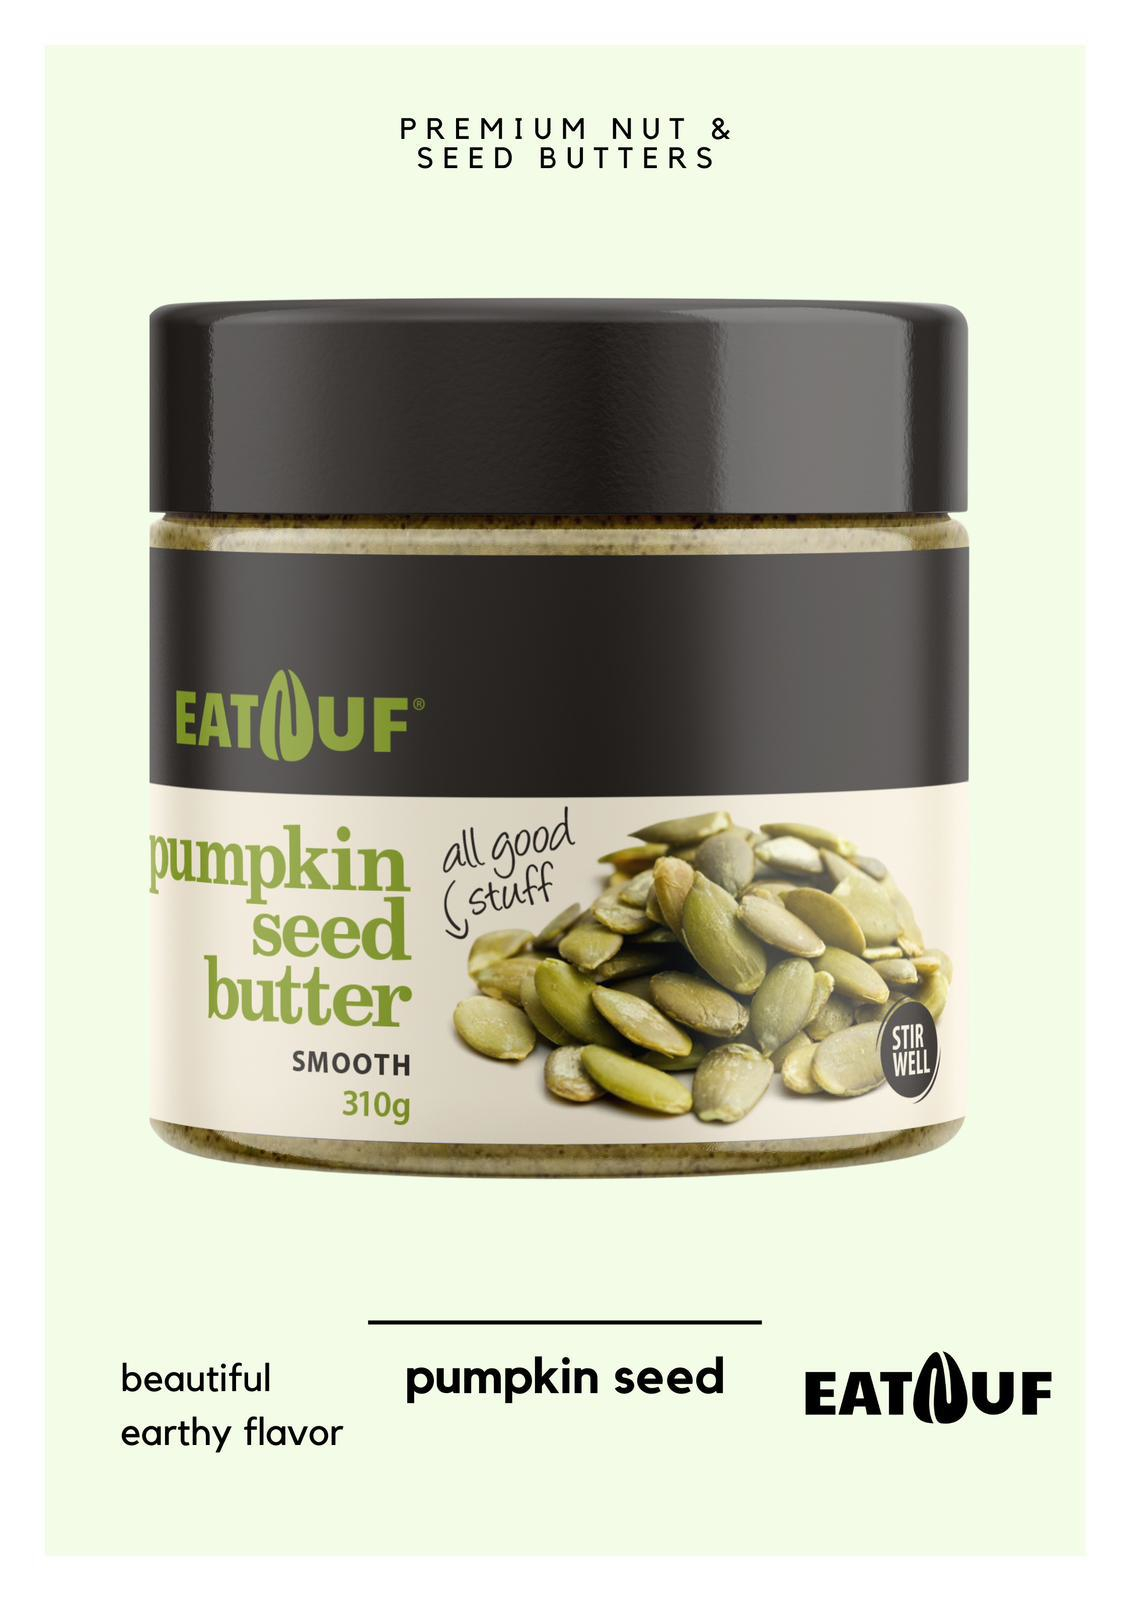 PREMIUM NUT &
SEED BUTTERS
EATNUF®
pumpkin
seed
butter
SMOOTH
310g
all good
stuff
STIR
WELL
beautiful
earthy flavor
pumpkin seed
EATNUF